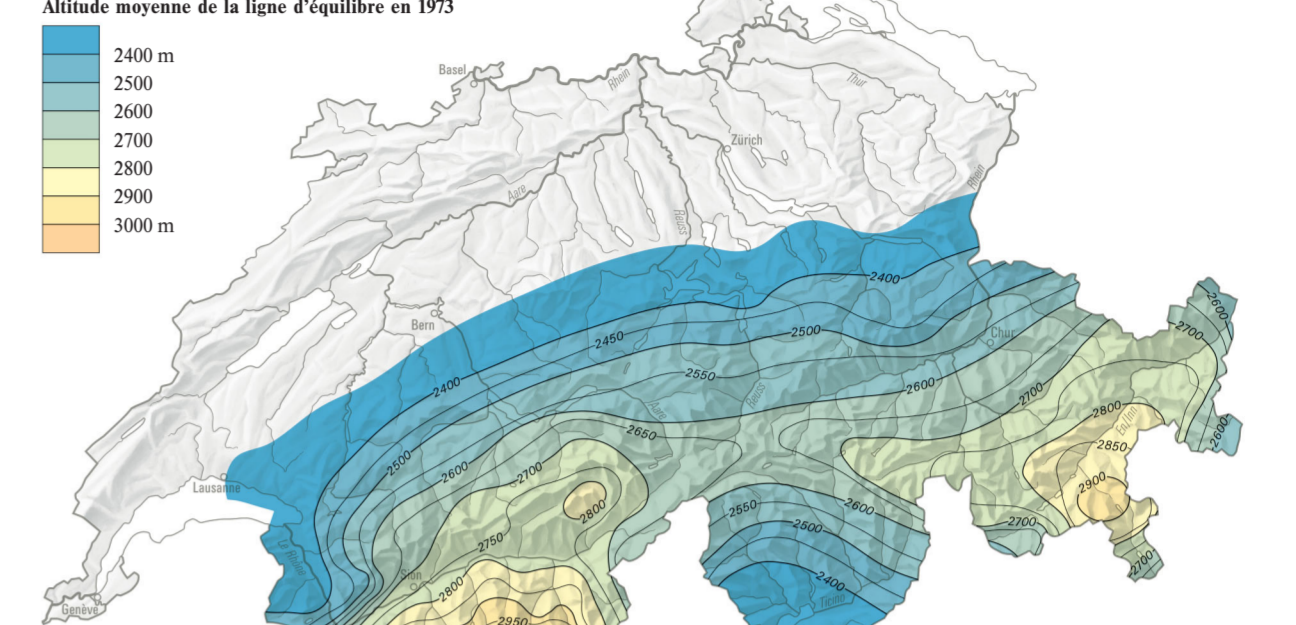 Altitude moyenne de la ligne d'équilibre en 1973
2400 m
2500
2600
2700
2800
2900
3000 m
Basel
Rhein
Thur
Zürich
Aare
Rhein
Reuss
2400
2600
2700
Bern
2450
2500
Chur
2400
2550
2600
Reuss
Aare
2700
2800
En/Inn
2650
2850
2600
2500
2600
2700
2900
Lausanne
2800
2550
2600
2500
2700
2750
Le Rhône
Sion
2700
2800
2400
Ticino
Genève
2950